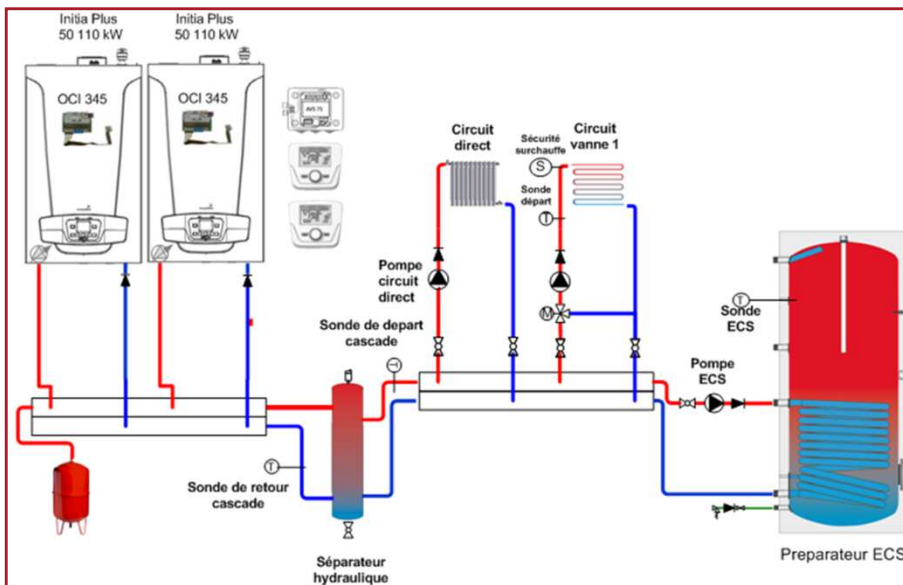 Initia Plus
50 110 kW
Initia Plus
50 110 kW
OCI 345
OCI 345
AVS 75
Circuit
direct
Sécurité
surchauffe
S
Circuit
vanne 1
Sonde
départ
T
Pompe
circuit
direct
M
Sonde de depart
cascade
T
T
Sonde
ECS
Pompe
ECS
T
Sonde de retour
cascade
Séparateur
hydraulique
Preparateur ECS